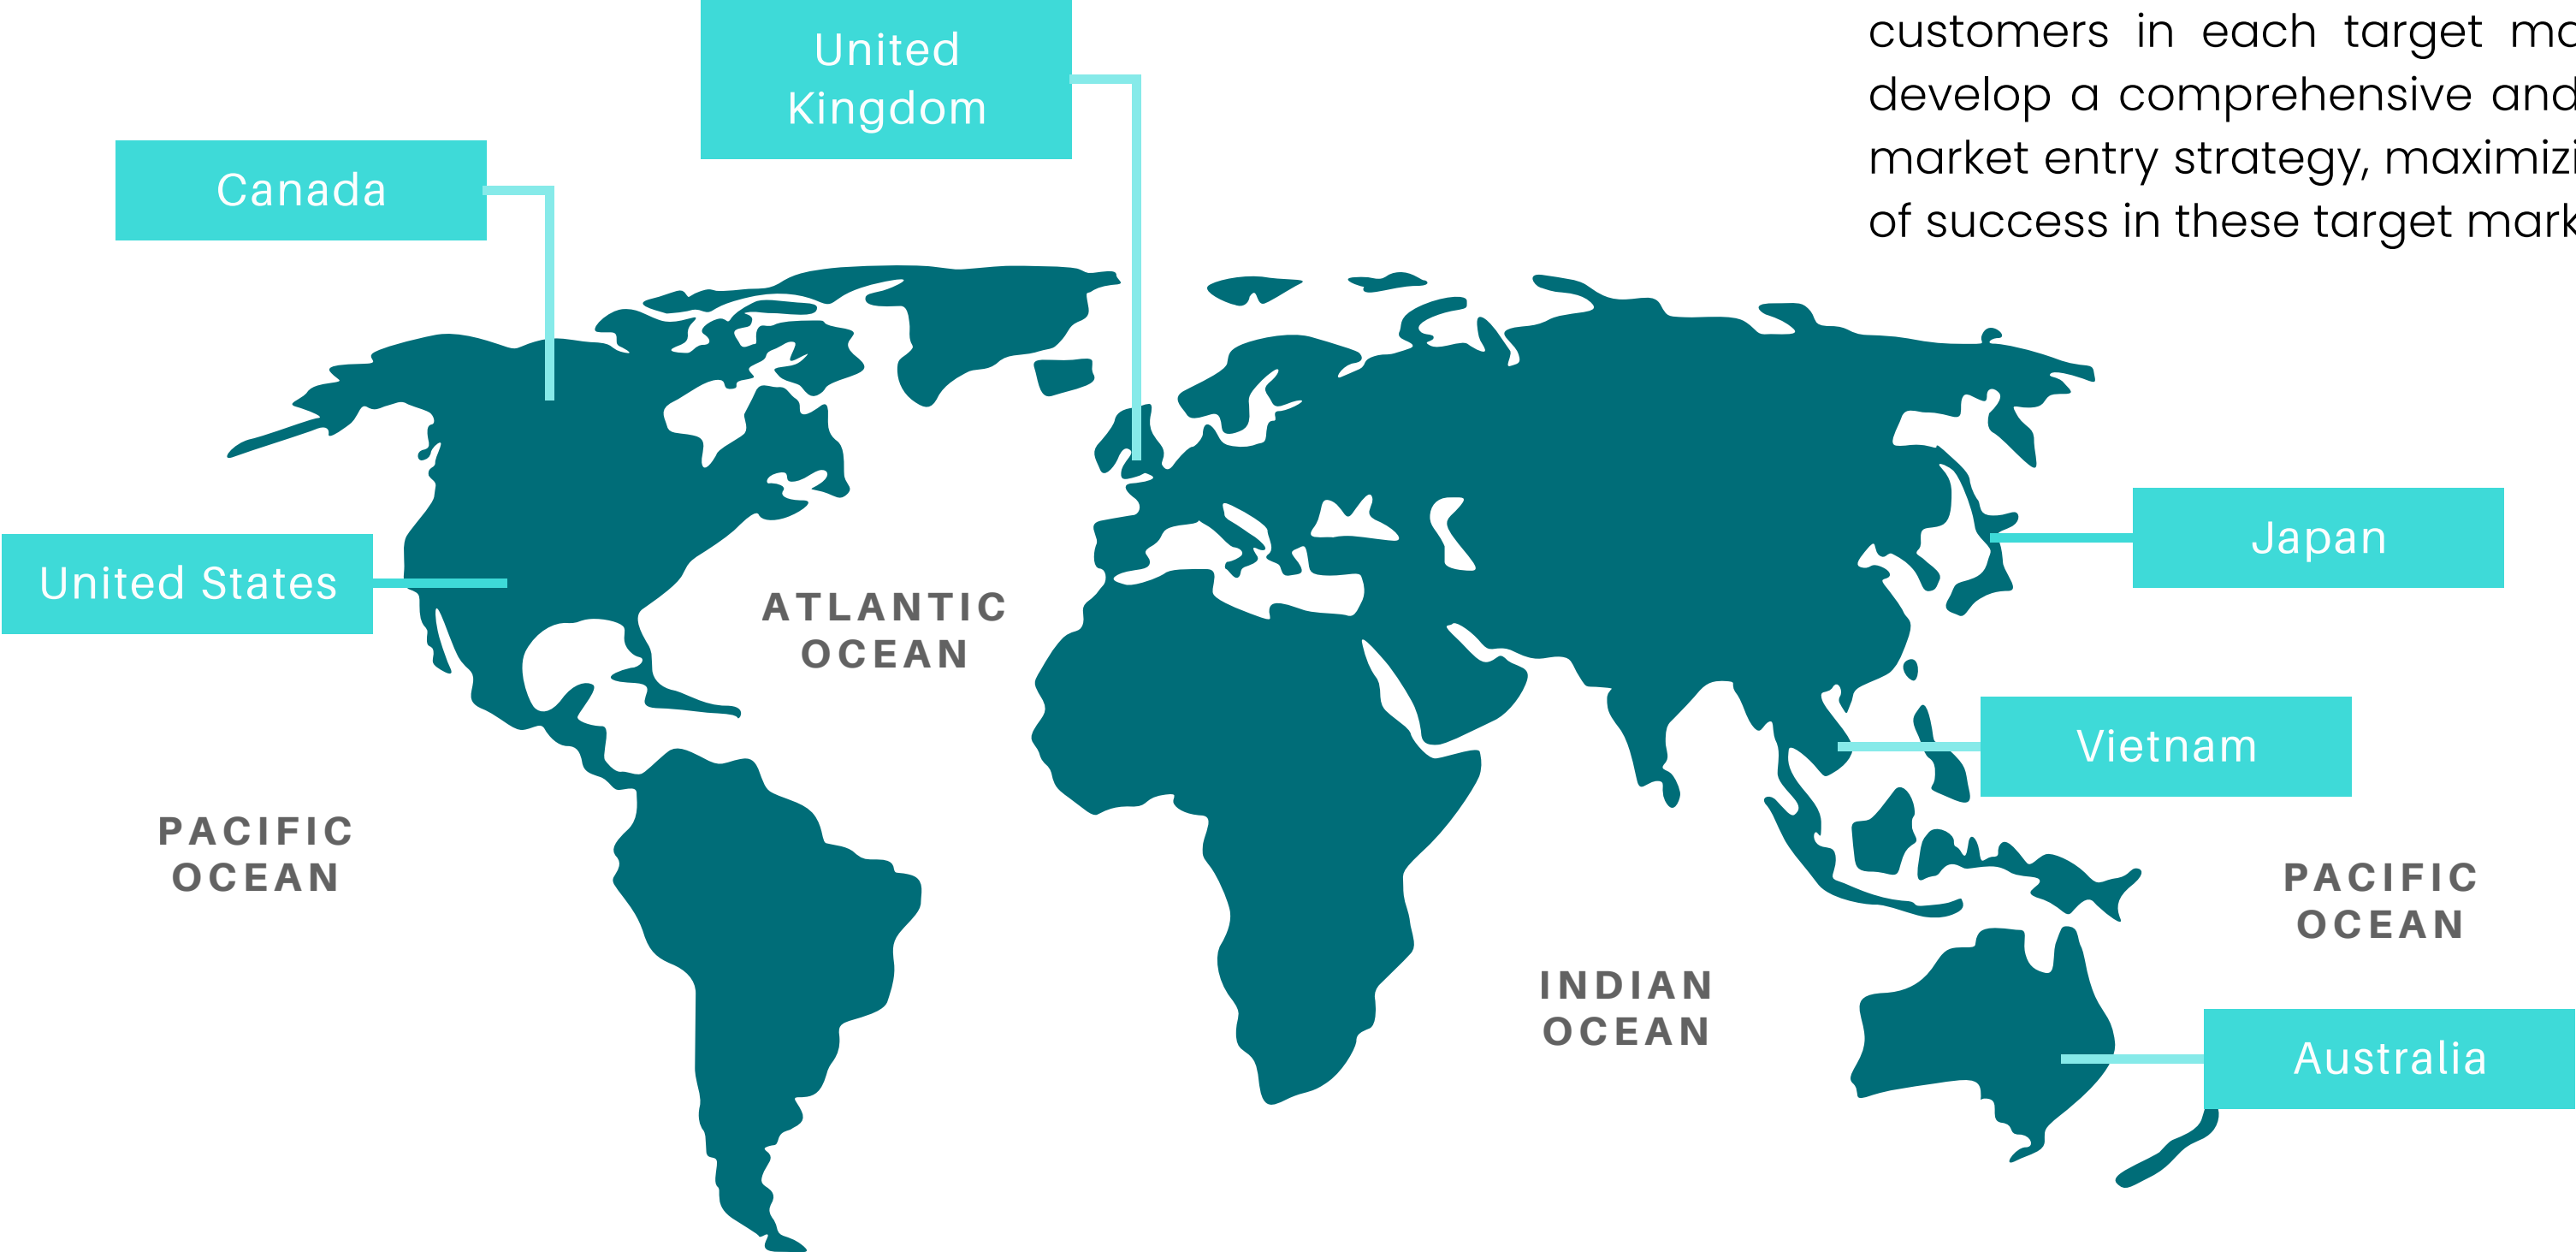 customers in each target
develop a comprehensive and
market entry strategy,
of success in these target
United
Kingdom
Canada
Japan
United States
ATLANTIC
OCEAN
Vietnam
PACIFIC
OCEAN
PACIFIC
OCEAN
INDIAN
OCEAN
Australia